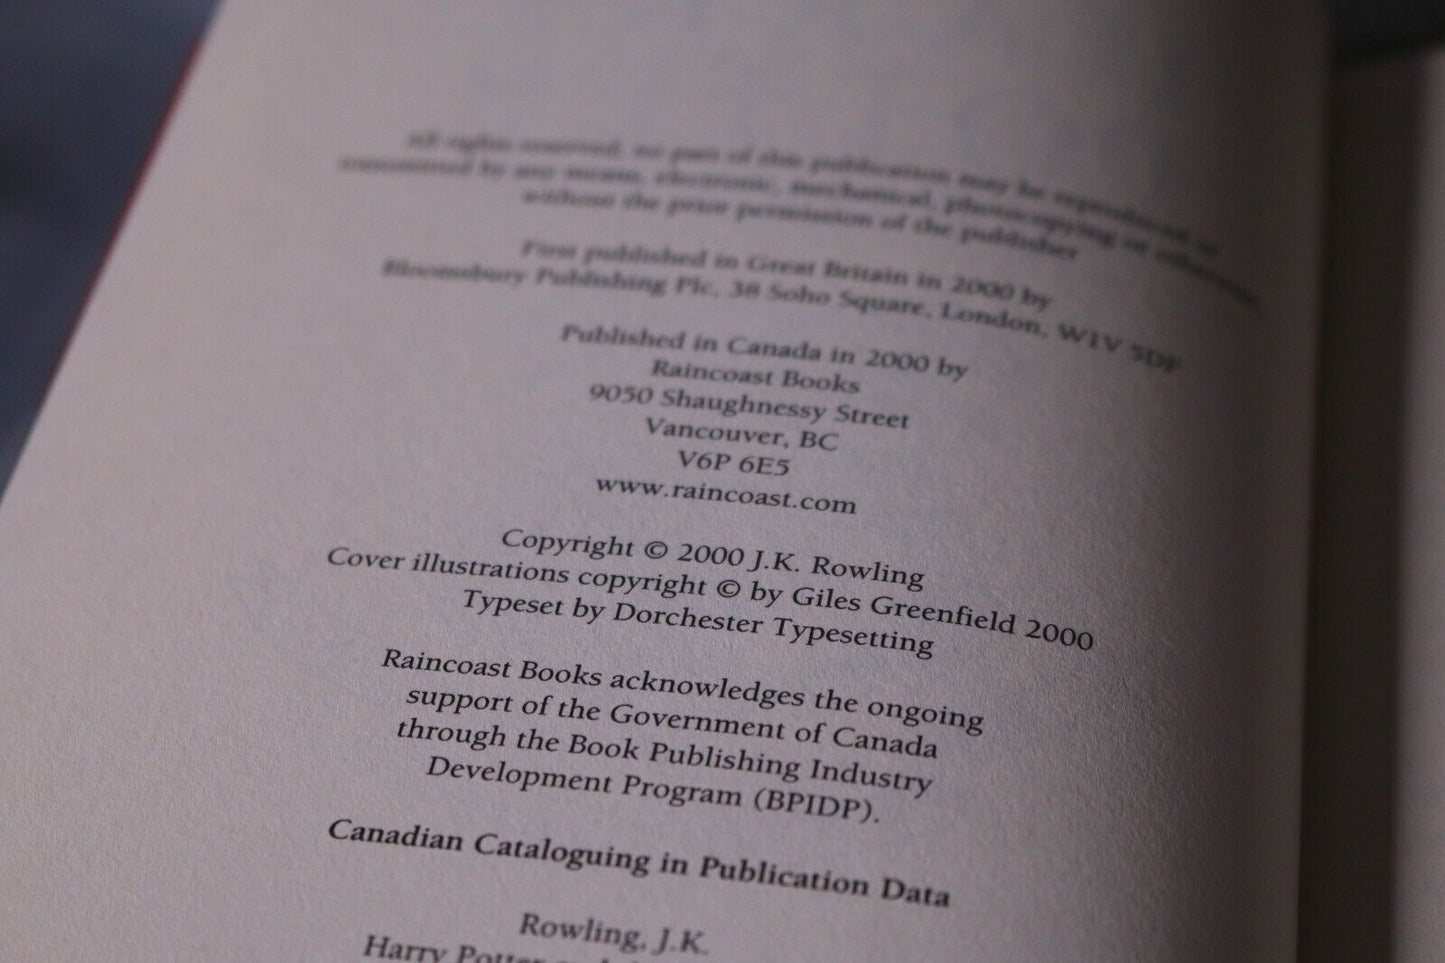 All rights reserved, no part of this publication may be reproduced or
transmitted by any means, electronic, mechanical, photocopying or otherwise,
without the prior permission of the publisher
First published in Great Britain in 2000 by
Bloomsbury Publishing Plc, 38 Soho Square, London, W1V 5DF
Published in Canada in 2000 by
Raincoast Books
9050 Shaughnessy Street
Vancouver, BC
V6P 6E5
www.raincoast.com
Copyright © 2000 J.K. Rowling
Cover illustrations copyright © by Giles Greenfield 2000
Typeset by Dorchester Typesetting
Raincoast Books acknowledges the ongoing
support of the Government of Canada
through the Book Publishing Industry
Development Program (BPIDP).
Canadian Cataloguing in Publication Data
Rowling, J.K.
Harry Potter